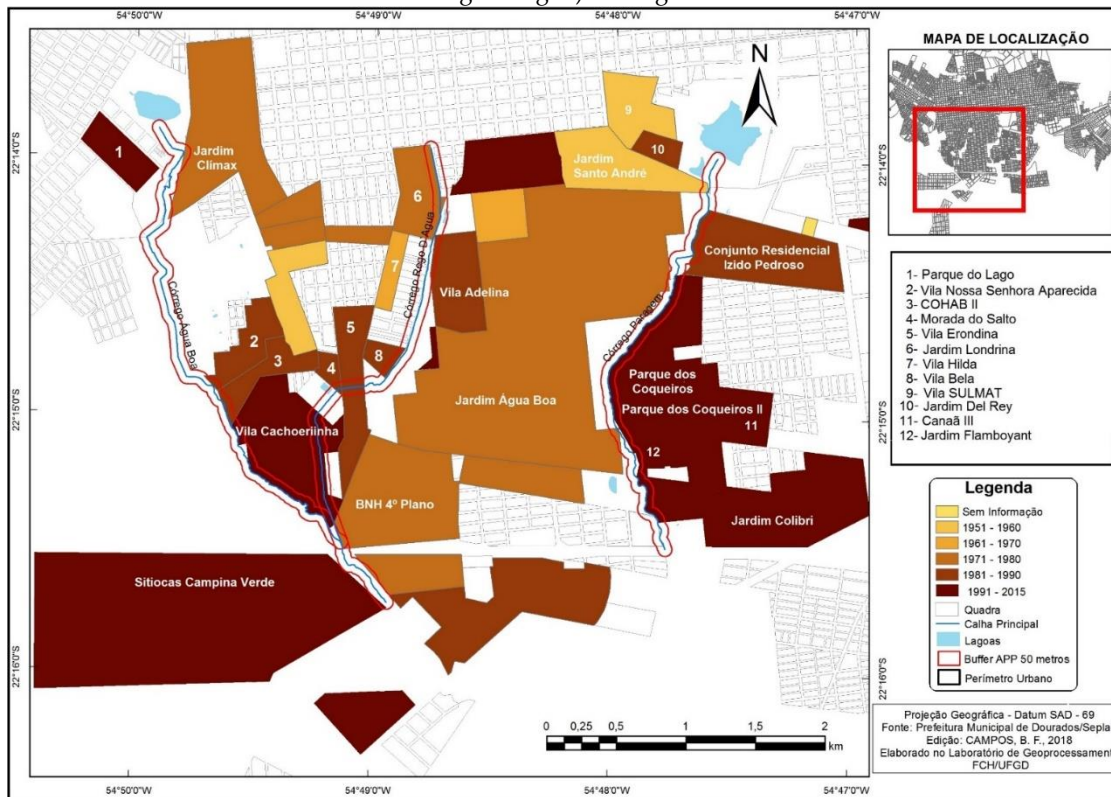 54°50'0"W
54°49'0"W
54°48'0"W
54°47'0"W
MAPA DE LOCALIZAÇÃO
N
22°14'0"S
22°14'0"S
1
Jardim
Clímax
9
10
Jardim
Santo André
6
Córrego Rego D'Agua
7
Conjunto Residencial
Izido Pedroso
Vila Adelina
Córrego Água Boa
Córrego Paragem
2
3
4
5
8
22°15'0"S
22°15'0"S
Parque dos
Coqueiros
Parque dos Coqueiros II
11
12
Jardim Água Boa
Vila Cachoeriinha
BNH 4º Plano
Jardim Colibri
Sitiocas Campina Verde
22°16'0"S
22°16'0"S
0 0,25 0,5 1 1,5 2
km
54°50'0"W
54°49'0"W
54°48'0"W
54°47'0"W
1- Parque do Lago
2- Vila Nossa Senhora Aparecida
3- COHAB II
4- Morada do Salto
5- Vila Erondina
6- Jardim Londrina
7- Vila Hilda
8- Vila Bela
9- Vila SULMAT
10- Jardim Del Rey
11- Canaã III
12- Jardim Flamboyant
Legenda
Sem Informação
1951 - 1960
1961 - 1970
1971 - 1980
1981 - 1990
1991 - 2015
Quadra
Calha Principal
Lagoas
Buffer APP 50 metros
Perímetro Urbano
Projeção Geográfica - Datum SAD - 69
Fonte: Prefeitura Municipal de Dourados/Sepla
Edição: CAMPOS, B. F., 2018
Elaborado no Laboratório de Geoprocessament
FCH/UFGD